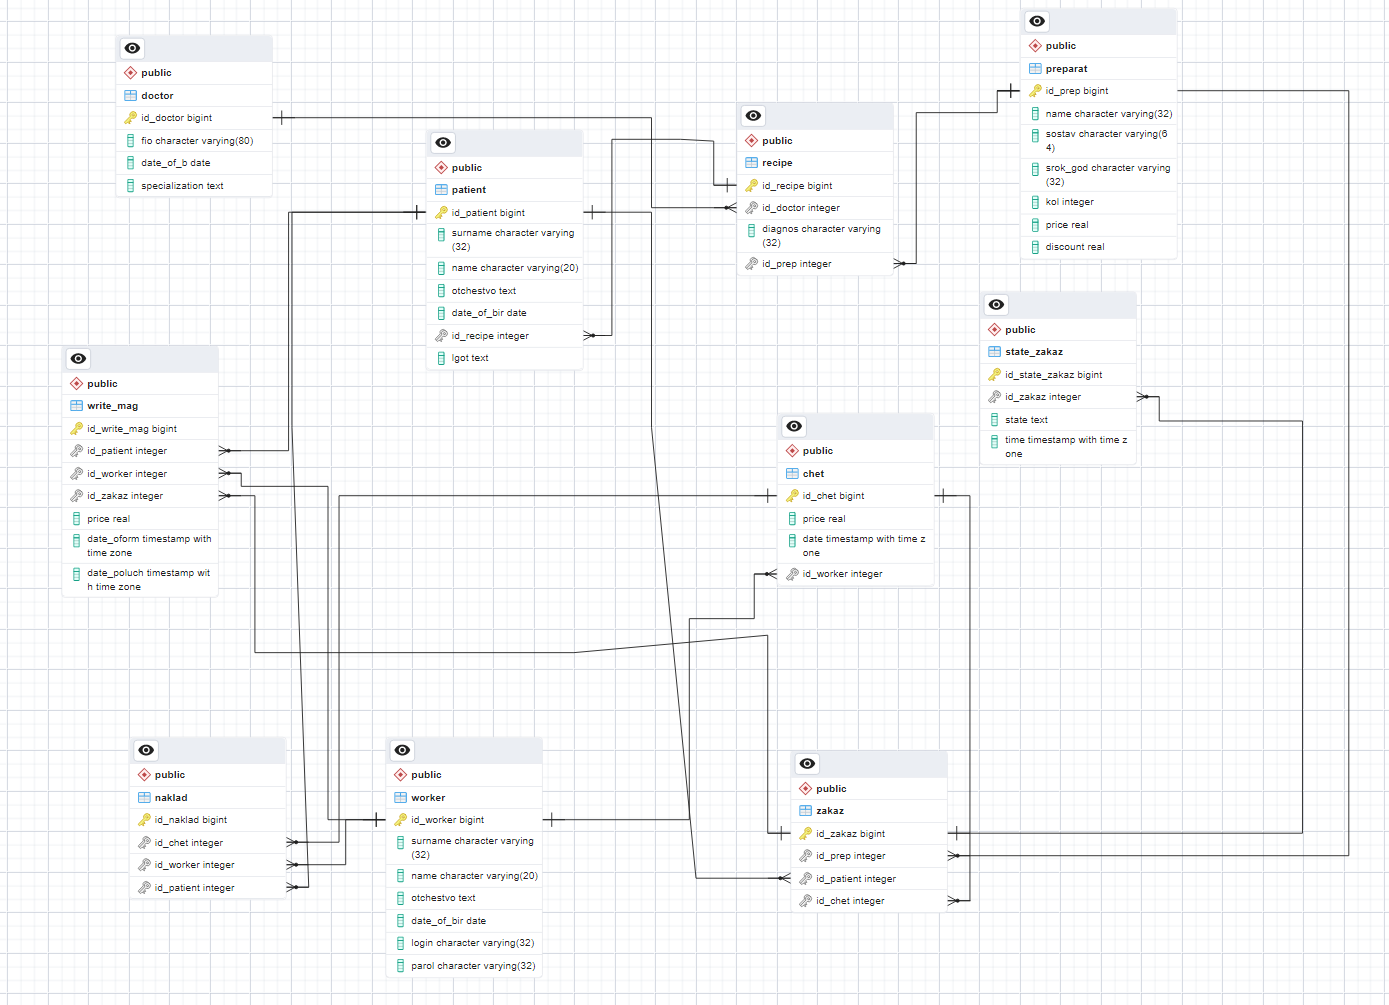 public
doctor
id_doctor bigint
fio character varying(80)
date_of_b date
specialization text
public
patient
id_patient bigint
surname character varying
(32)
name character varying(20)
otchestvo text
date_of_bir date
id_recipe integer
lgot text
public
recipe
id_recipe bigint
id_doctor integer
diagnos character varying
(32)
id_prep integer
public
preparat
id_prep bigint
name character varying(32)
sostav character varying(6
4)
srok_god character varying
(32)
kol integer
price real
discount real
public
state_zakaz
id_state_zakaz bigint
id_zakaz integer
state text
time timestamp with time z
one
public
write_mag
id_write_mag bigint
id_patient integer
id_worker integer
id_zakaz integer
price real
date_oform timestamp with
time zone
date_poluch timestamp wit
h time zone
public
chet
id_chet bigint
price real
date timestamp with time z
one
id_worker integer
public
naklad
id_naklad bigint
id_chet integer
id_worker integer
id_patient integer
public
worker
id_worker bigint
surname character varying
(32)
name character varying(20)
otchestvo text
date_of_bir date
login character varying(32)
parol character varying(32)
public
zakaz
id_zakaz bigint
id_prep integer
id_patient integer
id_chet integer